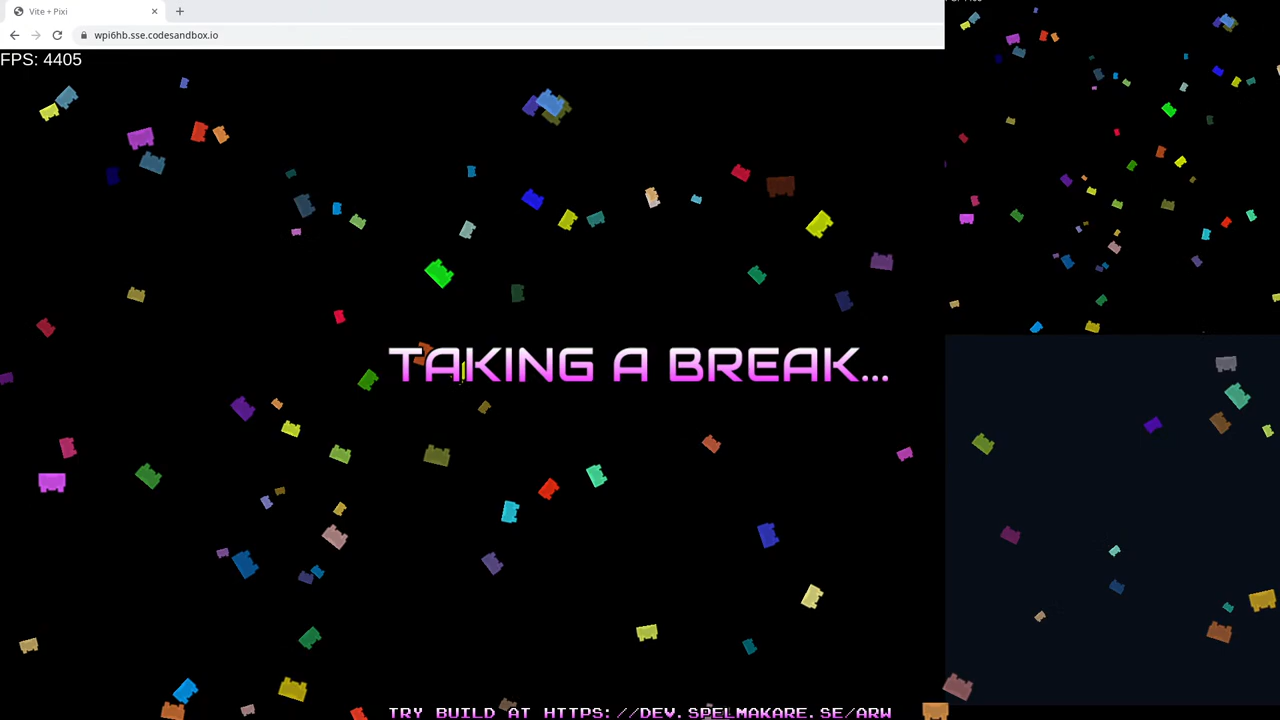 Vite + Pixi
wpi6hb.sse.codesandbox.io
FPS: 4405
TAKING A BREAK...
TRY BUILD AT HTTPS://DEV.SPELMAKARE.SE/ARW